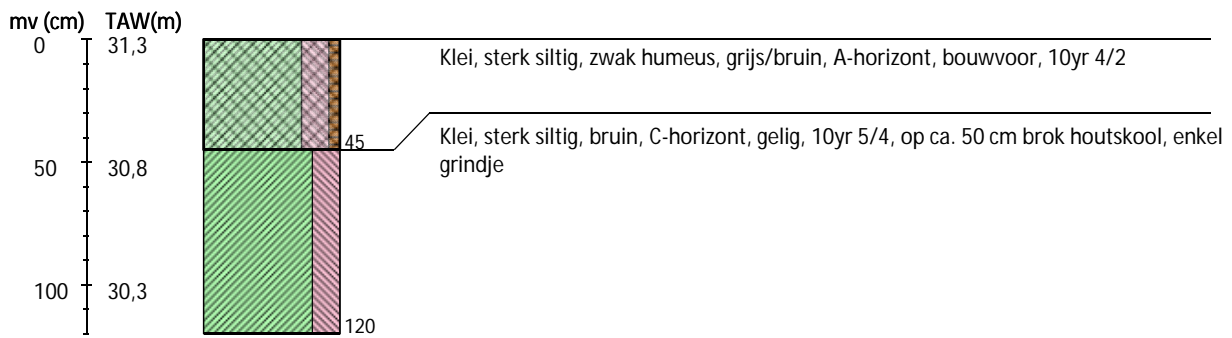 mv (cm) TAW(m)
0 31,3
Klei, sterk siltig, zwak humeus, grijs/bruin, A-horizont, bouwvoor, 10yr 4/2
45
Klei, sterk siltig, bruin, C-horizont, gelig, 10yr 5/4, op ca. 50 cm brok houtskool, enkel
grindje
50 30,8
100 30,3
120